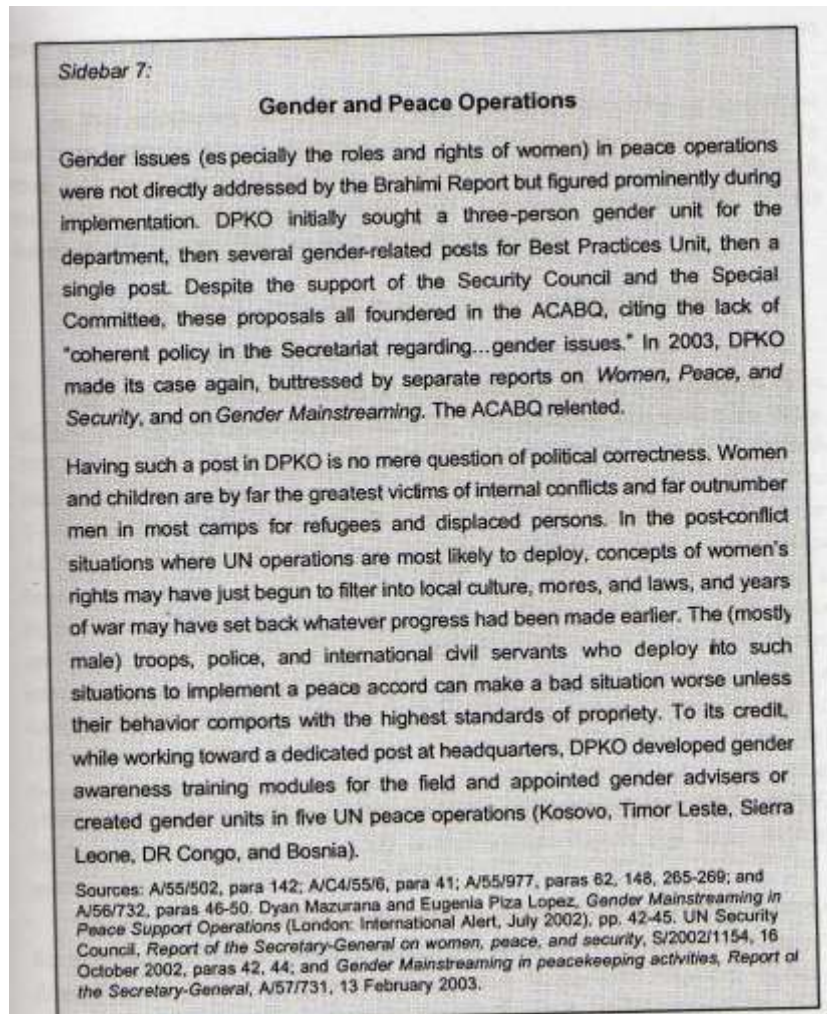 Sidebar 7:
Gender and Peace Operations
Gender issues (especially the roles and rights of women) in peace operations
were not directly addressed by the Brahimi Report but figured prominently during
implementation. DPKO initially sought a three-person gender unit for the
department, then several gender-related posts for Best Practices Unit, then a
single post. Despite the support of the Security Council and the Special
Committee, these proposals all foundered in the ACABQ, citing the lack of
"coherent policy in the Secretariat regarding...gender issues." In 2003, DPKO
made its case again, buttressed by separate reports on Women, Peace, and
Security, and on Gender Mainstreaming. The ACABQ relented.
Having such a post in DPKO is no mere question of political correctness. Women
and children are by far the greatest victims of internal conflicts and far outnumber
men in most camps for refugees and displaced persons. In the post-conflict
situations where UN operations are most likely to deploy, concepts of women's
rights may have just begun to filter into local culture, mores, and laws, and years
of war may have set back whatever progress had been made earlier. The (mostly
male) troops, police, and international civil servants who deploy into such
situations to implement a peace accord can make a bad situation worse unless
their behavior comports with the highest standards of propriety. To its credit,
while working toward a dedicated post at headquarters, DPKO developed gender
awareness training modules for the field and appointed gender advisers or
created gender units in five UN peace operations (Kosovo, Timor Leste, Sierra
Leone, DR Congo, and Bosnia).
Sources: A/55/502, para 142; A/C4/55/6, para 41; A/55/977, paras 62, 148, 265-269; and
A/56/732, paras 46-50. Dyan Mazurana and Eugenia Piza Lopez, Gender Mainstreaming in
Peace Support Operations (London: International Alert, July 2002), pp. 42-45. UN Security
Council, Report of the Secretary-General on women, peace, and security, S/2002/1154, 16
October 2002, paras 42, 44; and Gender Mainstreaming in peacekeeping activities, Report of
the Secretary-General, A/57/731, 13 February 2003.